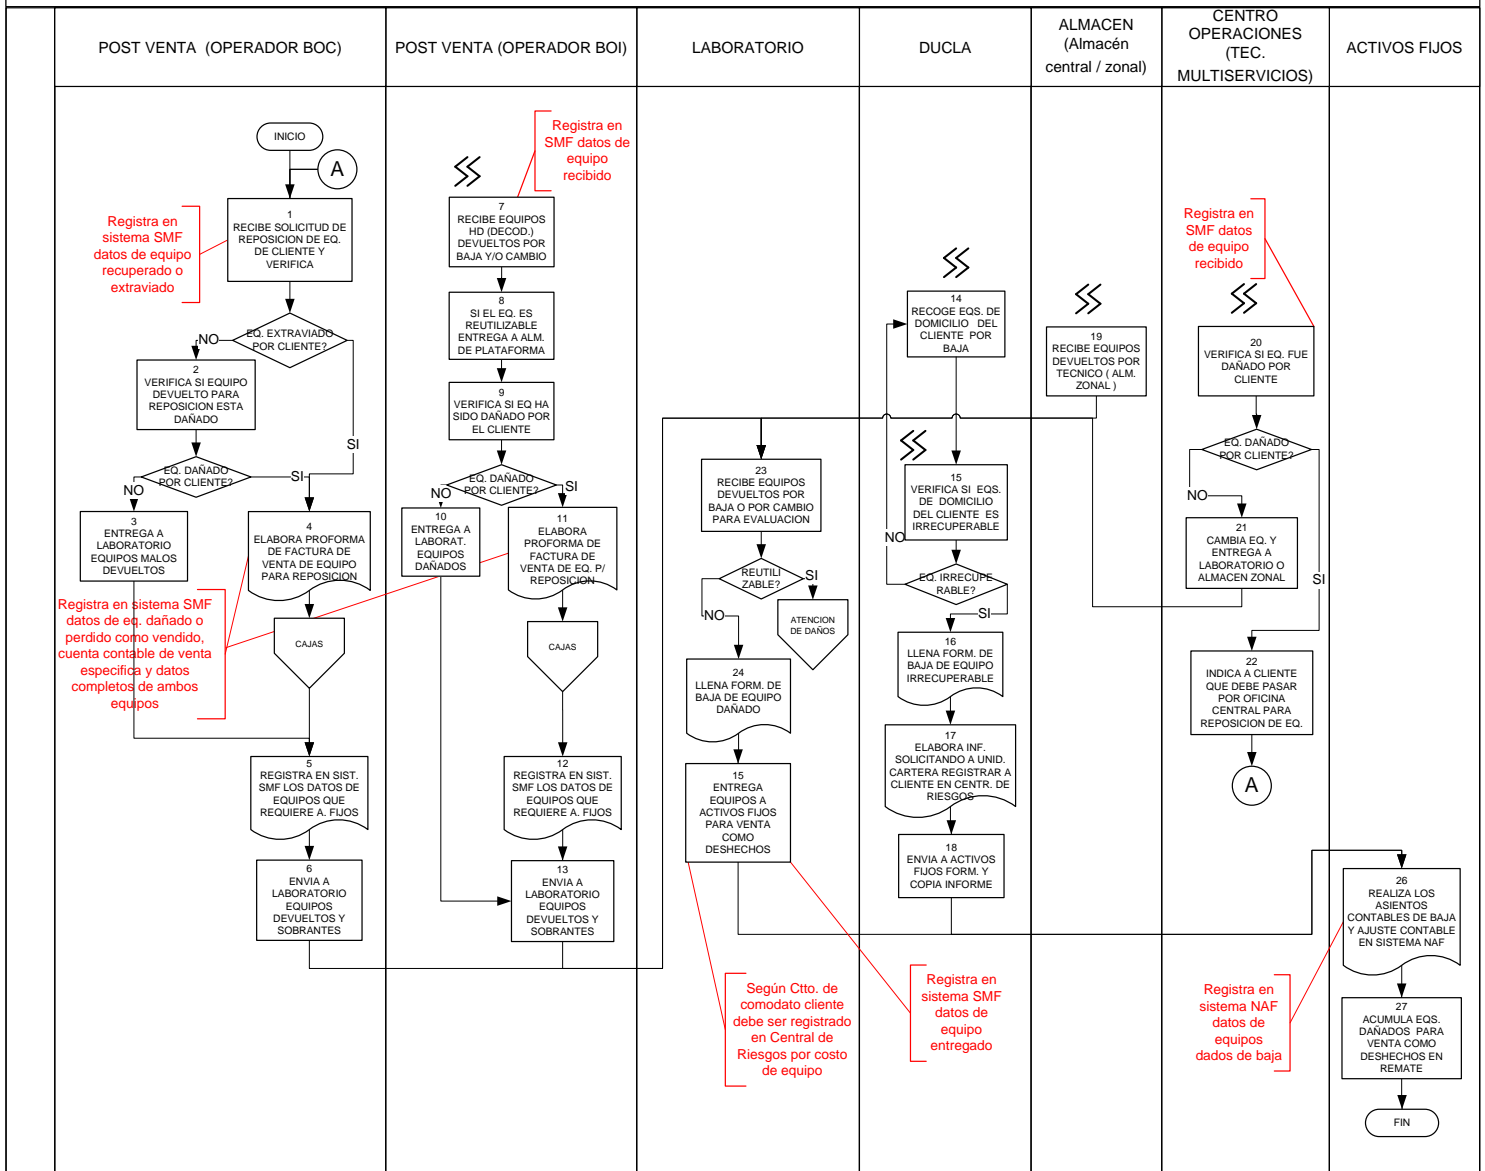 POST VENTA (OPERADOR BOC)
POST VENTA (OPERADOR BOI)
LABORATORIO
DUCLA
ALMACEN
(Almacén
central / zonal)
CENTRO
OPERACIONES
(TEC.
MULTISERVICIOS)
ACTIVOS FIJOS
INICIO
A
Registra en
sistema SMF
datos de equipo
recuperado o
extraviado
1
RECIBE SOLICITUD DE
REPOSICION DE EQ.
DE CLIENTE Y
VERIFICA
EQ. EXTRAVIADO
POR CLIENTE?
NO
SI
2
VERIFICA SI EQUIPO
DEVUELTO PARA
REPOSICION ESTA
DAÑADO
EQ. DAÑADO
POR CLIENTE?
NO
SI
3
ENTREGA A
LABORATORIO
EQUIPOS MALOS
DEVUELTOS
4
ELABORA PROFORMA
DE FACTURA DE
VENTA DE EQUIPO
PARA REPOSICION
Registra en sistema SMF
datos de eq. dañado o
perdido como vendido,
cuenta contable de venta
especifica y datos
completos de ambos
equipos
CAJAS
5
REGISTRA EN SIST.
SMF LOS DATOS DE
EQUIPOS QUE
REQUIERE A. FIJOS
6
ENVIA A
LABORATORIO
EQUIPOS
DEVUELTOS Y
SOBRANTES
Registra en
SMF datos de
equipo
recibido
7
RECIBE EQUIPOS
HD (DECOD.)
DEVUELTOS POR
BAJA Y/O CAMBIO
8
SI EL EQ. ES
REUTILIZABLE
ENTREGA A ALM.
DE PLATAFORMA
9
VERIFICA SI EQ HA
SIDO DAÑADO POR
EL CLIENTE
EQ. DAÑADO
POR CLIENTE?
NO
SI
10
ENTREGA A
LABORAT.
EQUIPOS
DAÑADOS
11
ELABORA
PROFORMA DE
FACTURA DE
VENTA DE EQ. P/
REPOSICION
CAJAS
12
REGISTRA EN SIST.
SMF LOS DATOS DE
EQUIPOS QUE
REQUIERE A. FIJOS
13
ENVIA A
LABORATORIO
EQUIPOS
DEVUELTOS Y
SOBRANTES
23
RECIBE EQUIPOS
DEVUELTOS POR
BAJA O POR CAMBIO
PARA EVALUACION
REUTILI
ZABLE?
SI
NO
ATENCION
DE DAÑOS
24
LLENA FORM. DE
BAJA DE EQUIPO
DAÑADO
15
ENTREGA
EQUIPOS A
ACTIVOS FIJOS
PARA VENTA
COMO
DESHECHOS
Según Ctto. de
comodato cliente
debe ser registrado
en Central de
Riesgos por costo
de equipo
14
RECOGE EQS. DE
DOMICILIO DEL
CLIENTE POR
BAJA
15
VERIFICA SI EQS.
DE DOMICILIO
DEL CLIENTE ES
IRRECUPERABLE
NO
EQ. IRRECUPE
RABLE?
SI
16
LLENA FORM. DE
BAJA DE EQUIPO
IRRECUPERABLE
17
ELABORA INF.
SOLICITANDO A UNID.
CARTERA REGISTRAR A
CLIENTE EN CENTR. DE
RIESGOS
18
ENVIA A ACTIVOS
FIJOS FORM. Y
COPIA INFORME
Registra en
sistema SMF
datos de
equipo
entregado
19
RECIBE EQUIPOS
DEVUELTOS POR
TECNICO ( ALM.
ZONAL )
Registra en
SMF datos
de equipo
recibido
20
VERIFICA SI EQ. FUE
DAÑADO POR
CLIENTE
EQ. DAÑADO
POR CLIENTE?
NO
SI
21
CAMBIA EQ. Y
ENTREGA A
LABORATORIO O
ALMACEN ZONAL
22
INDICA A CLIENTE
QUE DEBE PASAR
POR OFICINA
CENTRAL PARA
REPOSICION DE EQ.
A
Registra en
sistema NAF
datos de
equipos
dados de baja
26
REALIZA LOS
ASIENTOS
CONTABLES DE BAJA
Y AJUSTE CONTABLE
EN SISTEMA NAF
27
ACUMULA EQS.
DAÑADOS PARA
VENTA COMO
DESHECHOS EN
REMATE
FIN